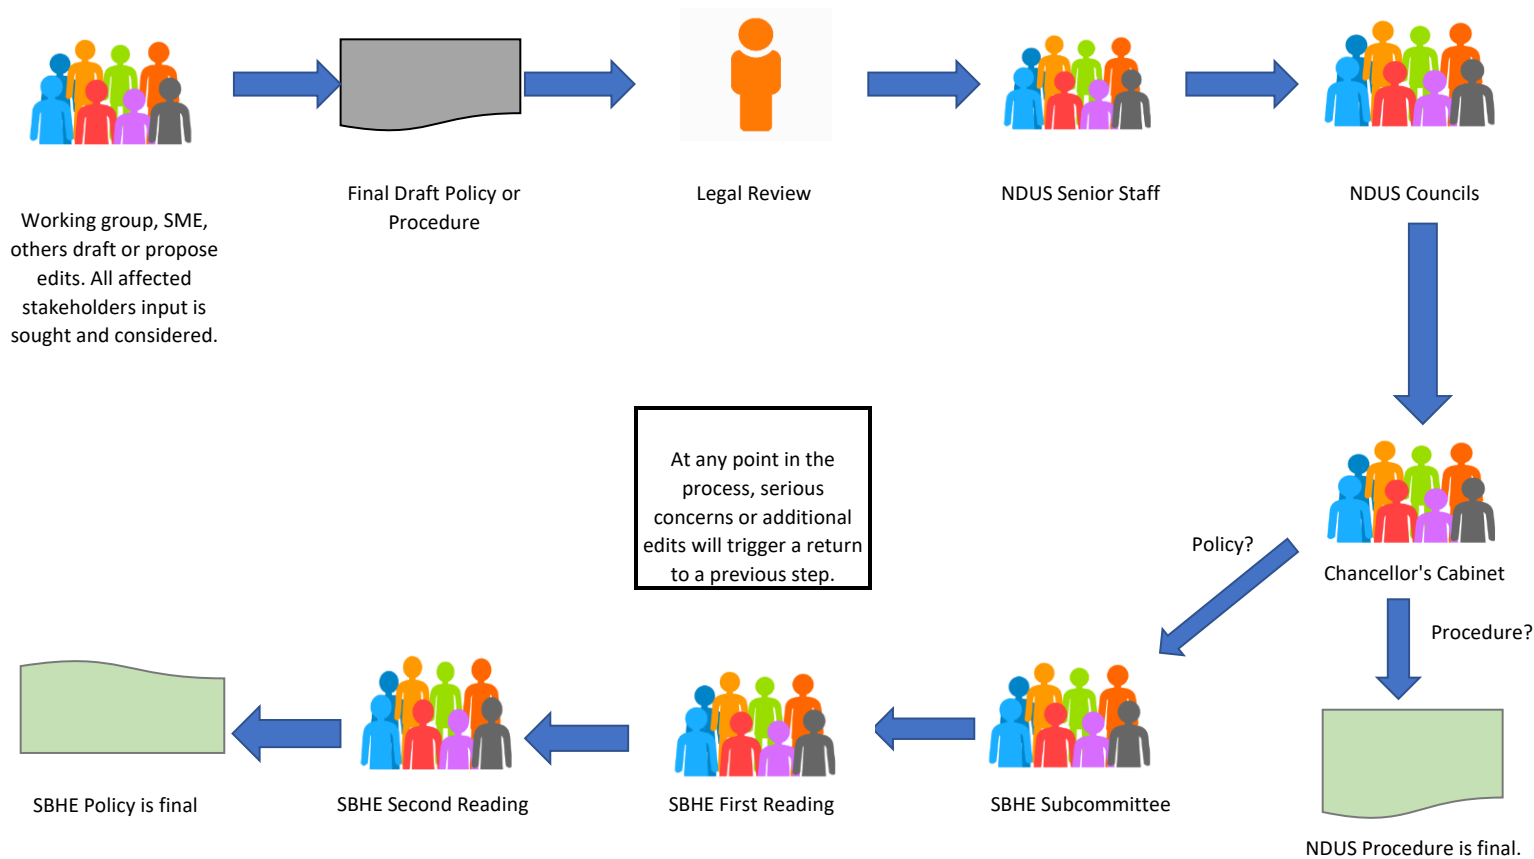 Working group, SME,
others draft or propose
edits. All affected
stakeholders input is
sought and considered.
Final Draft Policy or
Procedure
Legal Review
NDUS Senior Staff
NDUS Councils
At any point in the
process, serious
concerns or additional
edits will trigger a return
to a previous step.
Chancellor's Cabinet
Policy?
Procedure?
SBHE Policy is final
SBHE Second Reading
SBHE First Reading
SBHE Subcommittee
NDUS Procedure is final.